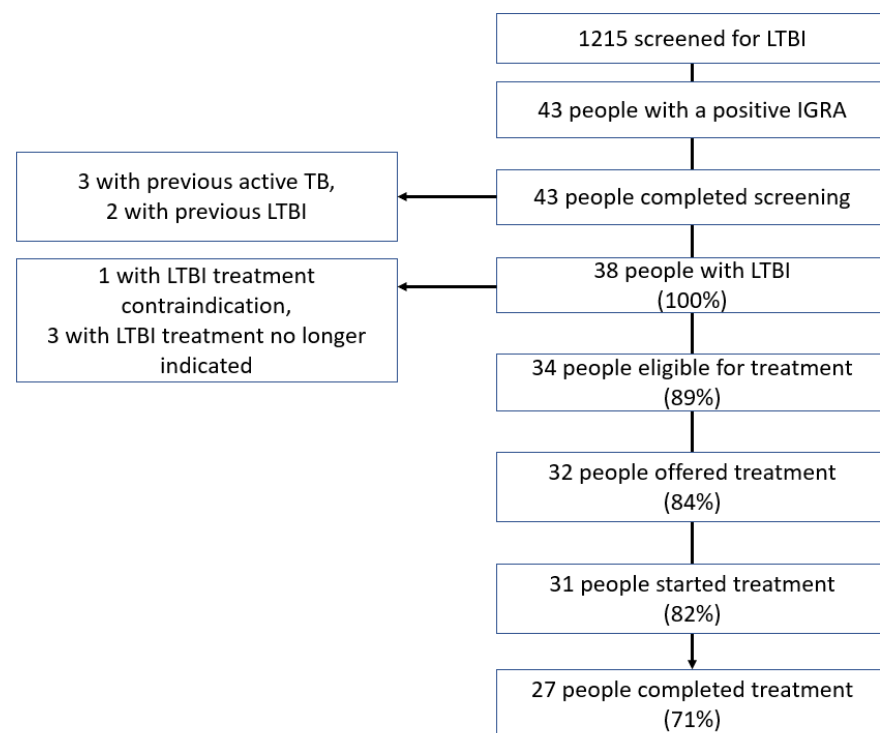 1215 screened for LTBI
43 people with a positive IGRA
3 with previous active TB,
2 with previous LTBI
43 people completed screening
1 with LTBI treatment
contraindication,
3 with LTBI treatment no longer
indicated
38 people with LTBI
(100%)
34 people eligible for treatment
(89%)
32 people offered treatment
(84%)
31 people started treatment
(82%)
27 people completed treatment
(71%)